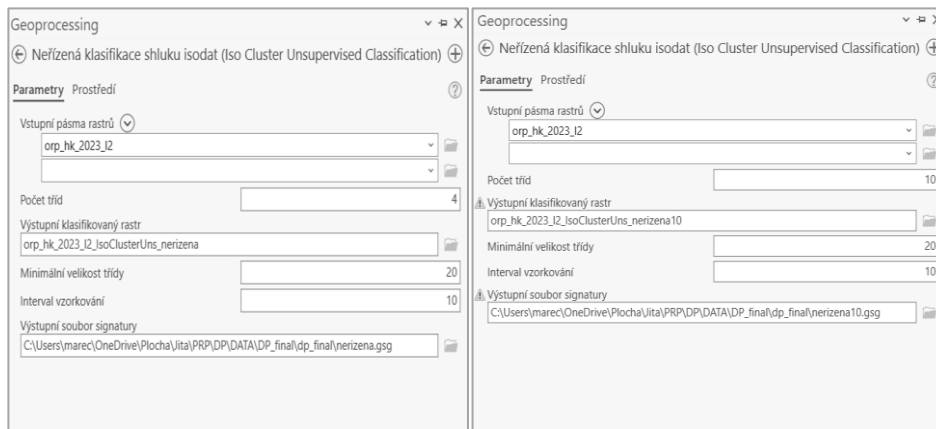 Geoprocessing
Neřízená klasifikace shluku isodat (Iso Cluster Unsupervised Classification)
Parametry Prostředí
Vstupní pásma rastrů
orp_hk_2023_l2
Počet tříd 4
Výstupní klasifikovaný rastr
orp_hk_2023_l2_IsoClusterUns_nerizena
Minimální velikost třídy 20
Interval vzorkování 10
Výstupní soubor signatury
C:\Users\marec\OneDrive\Plocha\Jita\PRP\DP\DATA\DP_final\dp_final\nerizena.gsg
Geoprocessing
Neřízená klasifikace shluku isodat (Iso Cluster Unsupervised Classification)
Parametry Prostředí
Vstupní pásma rastrů
orp_hk_2023_l2
Počet tříd 10
Výstupní klasifikovaný rastr
orp_hk_2023_l2_IsoClusterUns_nerizena10
Minimální velikost třídy 20
Interval vzorkování 10
Výstupní soubor signatury
C:\Users\marec\OneDrive\Plocha\Jita\PRP\DP\DATA\DP_final\dp_final\nerizena10.gsg